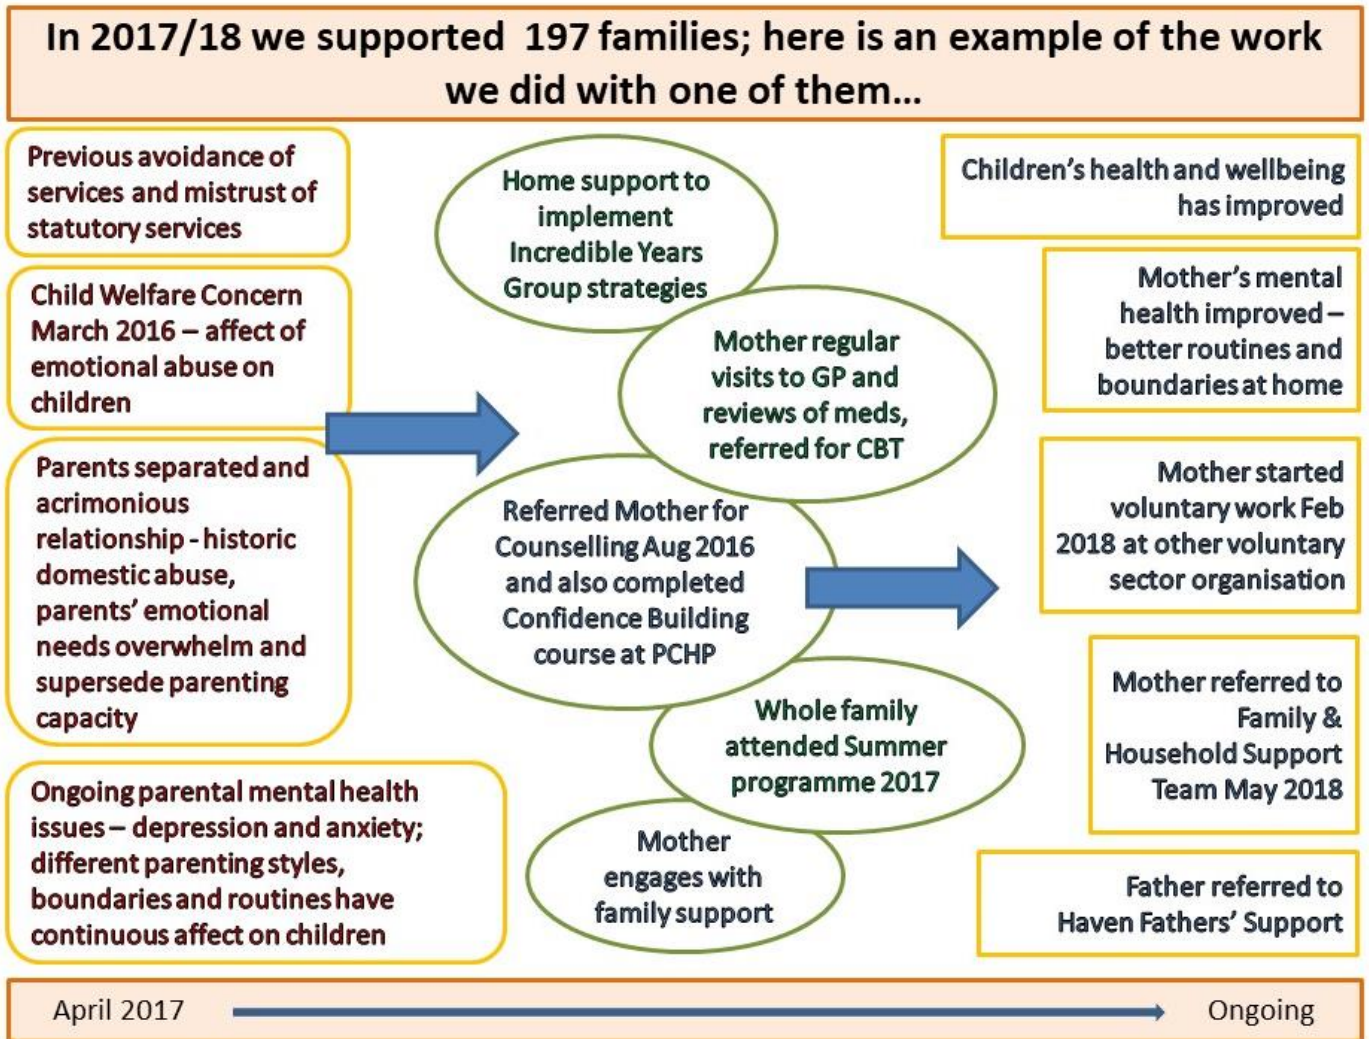 In 2017/18 we supported 197 families; here is an example of the work
we did with one of them...
Previous avoidance of
services and mistrust of
statutory services
Child Welfare Concern
March 2016 – affect of
emotional abuse on
children
Parents separated and
acrimonious
relationship - historic
domestic abuse,
parents’ emotional
needs overwhelm and
supersede parenting
capacity
Ongoing parental mental health
issues – depression and anxiety;
different parenting styles,
boundaries and routines have
continuous affect on children
Home support to
implement
Incredible Years
Group strategies
Mother regular
visits to GP and
reviews of meds,
referred for CBT
Referred Mother for
Counselling Aug 2016
and also completed
Confidence Building
course at PCHP
Whole family
attended Summer
programme 2017
Mother
engages with
family support
Children’s health and wellbeing
has improved
Mother’s mental
health improved –
better routines and
boundaries at home
Mother started
voluntary work Feb
2018 at other voluntary
sector organisation
Mother referred to
Family &
Household Support
Team May 2018
Father referred to
Haven Fathers’ Support
April 2017
Ongoing